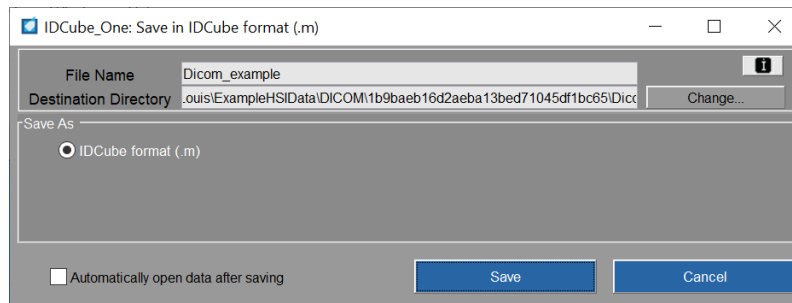 IDCube_One: Save in IDCube format (.m)
File Name Dicom_example
Destination Directory .ouis\ExampleHSIData\DICOM\1b9baeb16d2aeba13bed71045df1bc65\Dicc Change...
Save As
IDCube format (.m)
Automatically open data after saving Save Cancel